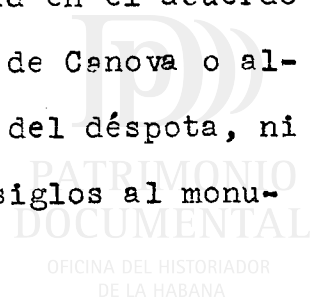 en el acuerdo
de Canova o al-
del déspota, ni
siglos al monu-
PATRIMONIO
DOCUMENTAL
OFICINA DEL HISTORIADOR
DE LA HABANA